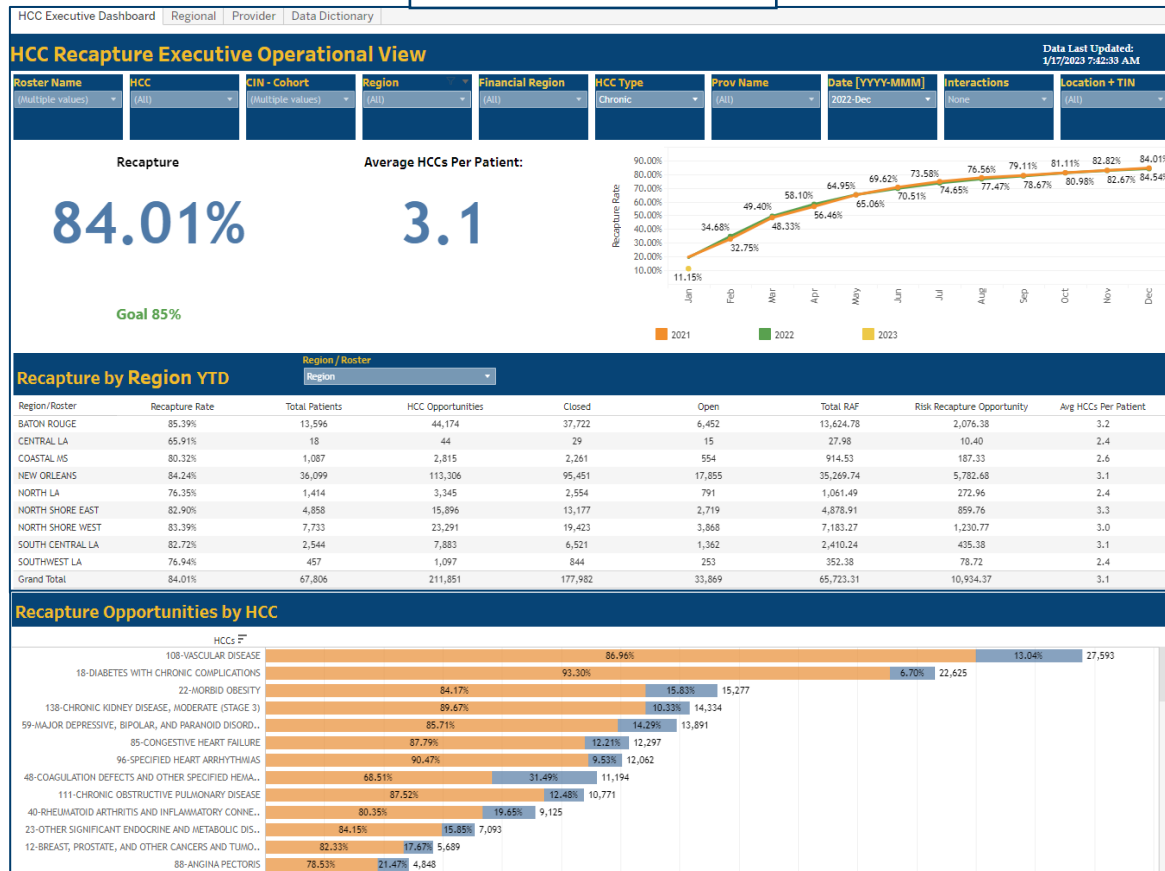 HCC Executive Dashboard Regional Provider Data Dictionary
HCC Recapture Executive Operational View
Data Last Updated:
1/17/2023 7:42:33 AM
Roster Name HCC CIN - Cohort Region Financial Region HCC Type Prov Name Date [YYYY-MMM] Interactions Location + TIN
(Multiple values) (All) (Multiple values) (All) (All) Chronic (All) 2022-Dec None (All)
Recapture
84.01%
Goal 85%
Average HCCs Per Patient:
3.1
Recapture Rate
90.00%
80.00%
70.00%
60.00%
50.00%
40.00%
30.00%
20.00%
10.00%
34.68% 49.40% 58.10% 64.95% 69.62% 73.58% 76.56% 79.11% 81.11% 82.82% 84.01%
11.15% 32.75% 48.33% 56.46% 65.06% 70.51% 74.65% 77.47% 78.67% 80.98% 82.67% 84.54%
Jan Feb Mar Apr May Jun Jul Aug Sep Oct Nov Dec
2021 2022 2023
Recapture by Region YTD
Region/Roster
Region
Region/Roster Recapture Rate Total Patients HCC Opportunities Closed Open Total RAF Risk Recapture Opportunity Avg HCCs Per Patient
BATON ROUGE 85.39% 13,596 44,174 37,722 6,452 13,624.78 2,076.38 3.2
CENTRAL LA 65.91% 18 44 29 15 27.98 10.40 2.4
COASTAL MS 80.32% 1,087 2,815 2,261 554 914.53 187.33 2.6
NEW ORLEANS 84.24% 36,099 113,306 95,451 17,855 35,269.74 5,782.68 3.1
NORTH LA 76.35% 1,414 3,345 2,554 791 1,061.49 272.96 2.4
NORTH SHORE EAST 82.90% 4,858 15,896 13,177 2,719 4,878.91 859.76 3.3
NORTH SHORE WEST 83.39% 7,733 23,291 19,423 3,868 7,183.27 1,230.77 3.0
SOUTH CENTRAL LA 82.72% 2,544 7,883 6,521 1,362 2,410.24 435.38 3.1
SOUTHWEST LA 76.94% 457 1,097 844 253 352.38 78.72 2.4
Grand Total 84.01% 67,806 211,851 177,982 33,869 65,723.31 10,934.37 3.1
Recapture Opportunities by HCC
HCCs
108-VASCULAR DISEASE 86.96% 13.04% 27,593
18-DIABETES WITH CHRONIC COMPLICATIONS 93.30% 6.70% 22,625
22-MORBID OBESITY 84.17% 15.83% 15,277
138-CHRONIC KIDNEY DISEASE, MODERATE (STAGE 3) 89.67% 10.33% 14,334
59-MAJOR DEPRESSIVE, BIPOLAR, AND PARANOID DISORD.. 85.71% 14.29% 13,891
85-CONGESTIVE HEART FAILURE 87.79% 12.21% 12,297
96-SPECIFIED HEART ARRHYTHMIAS 90.47% 9.53% 12,062
48-COAGULATION DEFECTS AND OTHER SPECIFIED HEMA.. 68.51% 31.49% 11,194
111-CHRONIC OBSTRUCTIVE PULMONARY DISEASE 87.52% 12.48% 10,771
40-RHEUMATOID ARTHRITIS AND INFLAMMATORY CONNE.. 80.35% 19.65% 9,125
23-OTHER SIGNIFICANT ENDOCRINE AND METABOLIC DIS.. 84.15% 15.85% 7,093
12-BREAST, PROSTATE, AND OTHER CANCERS AND TUMO.. 82.33% 17.67% 5,689
88-ANGINA PECTORIS 78.53% 21.47% 4,848